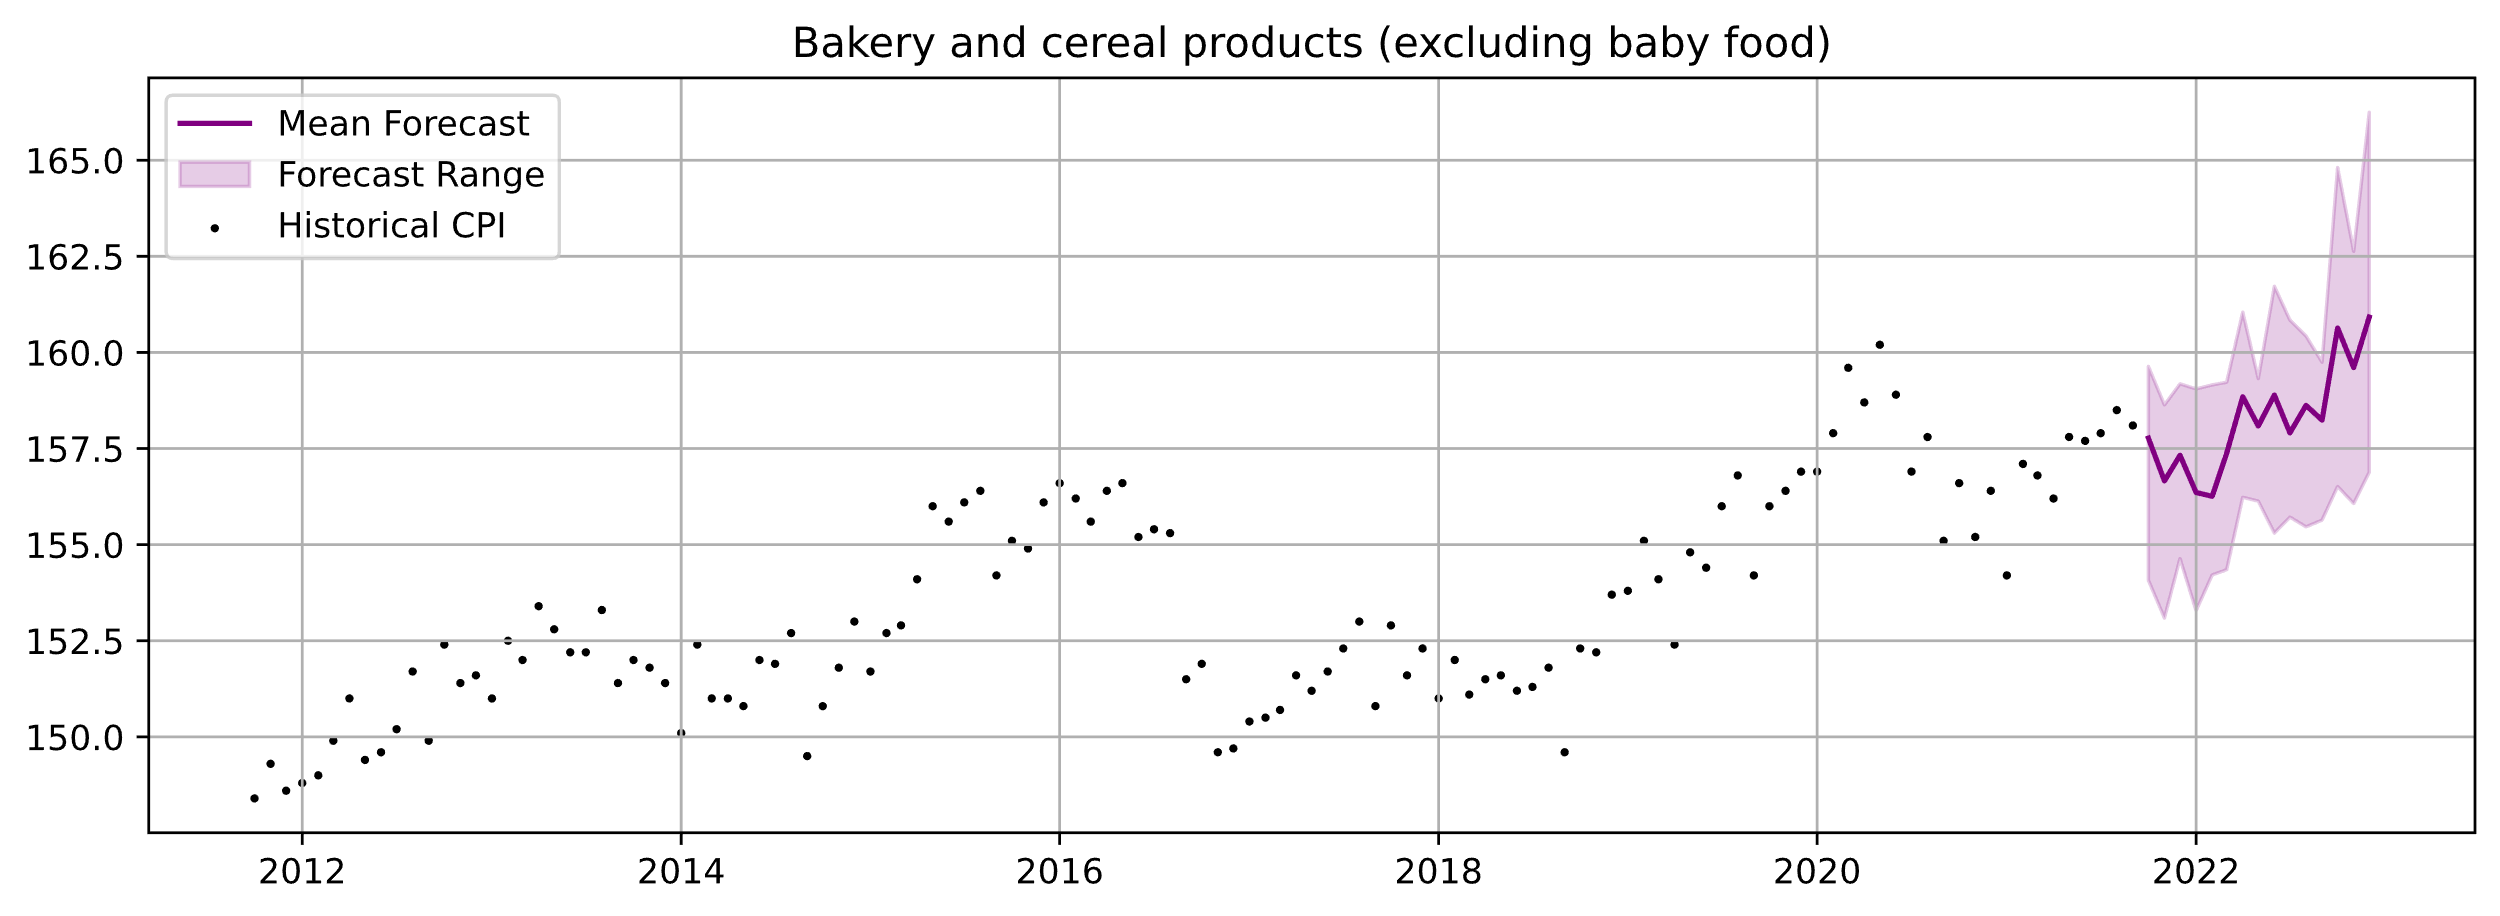 Bakery and cereal products (excluding baby food)
Mean Forecast
Forecast Range
Historical CPI
165.0
162.5
160.0
157.5
155.0
152.5
150.0
2012 2014 2016 2018 2020 2022